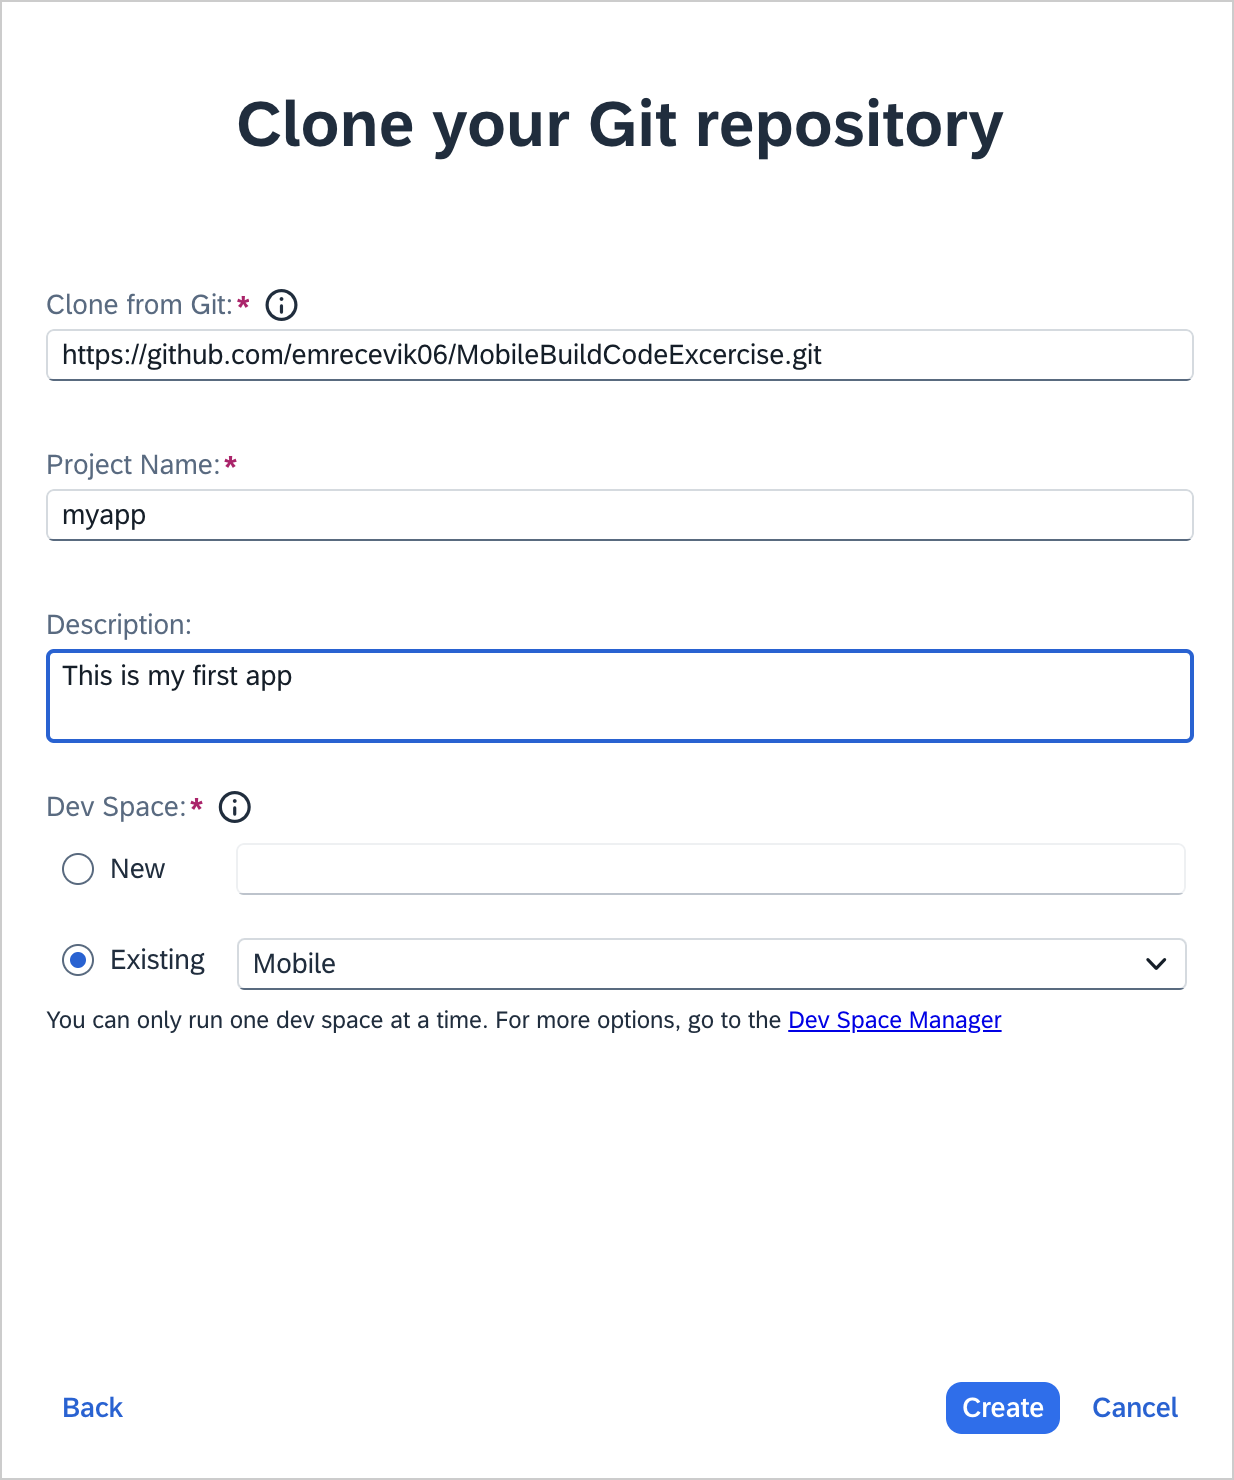 Clone your Git repository
Clone from Git:*
https://github.com/emrecevik06/MobileBuildCodeExcercise.git
Project Name:*
myapp
Description:
This is my first app
Dev Space:*
New
Existing
Mobile
You can only run one dev space at a time. For more options, go to the Dev Space Manager
Back
Create
Cancel